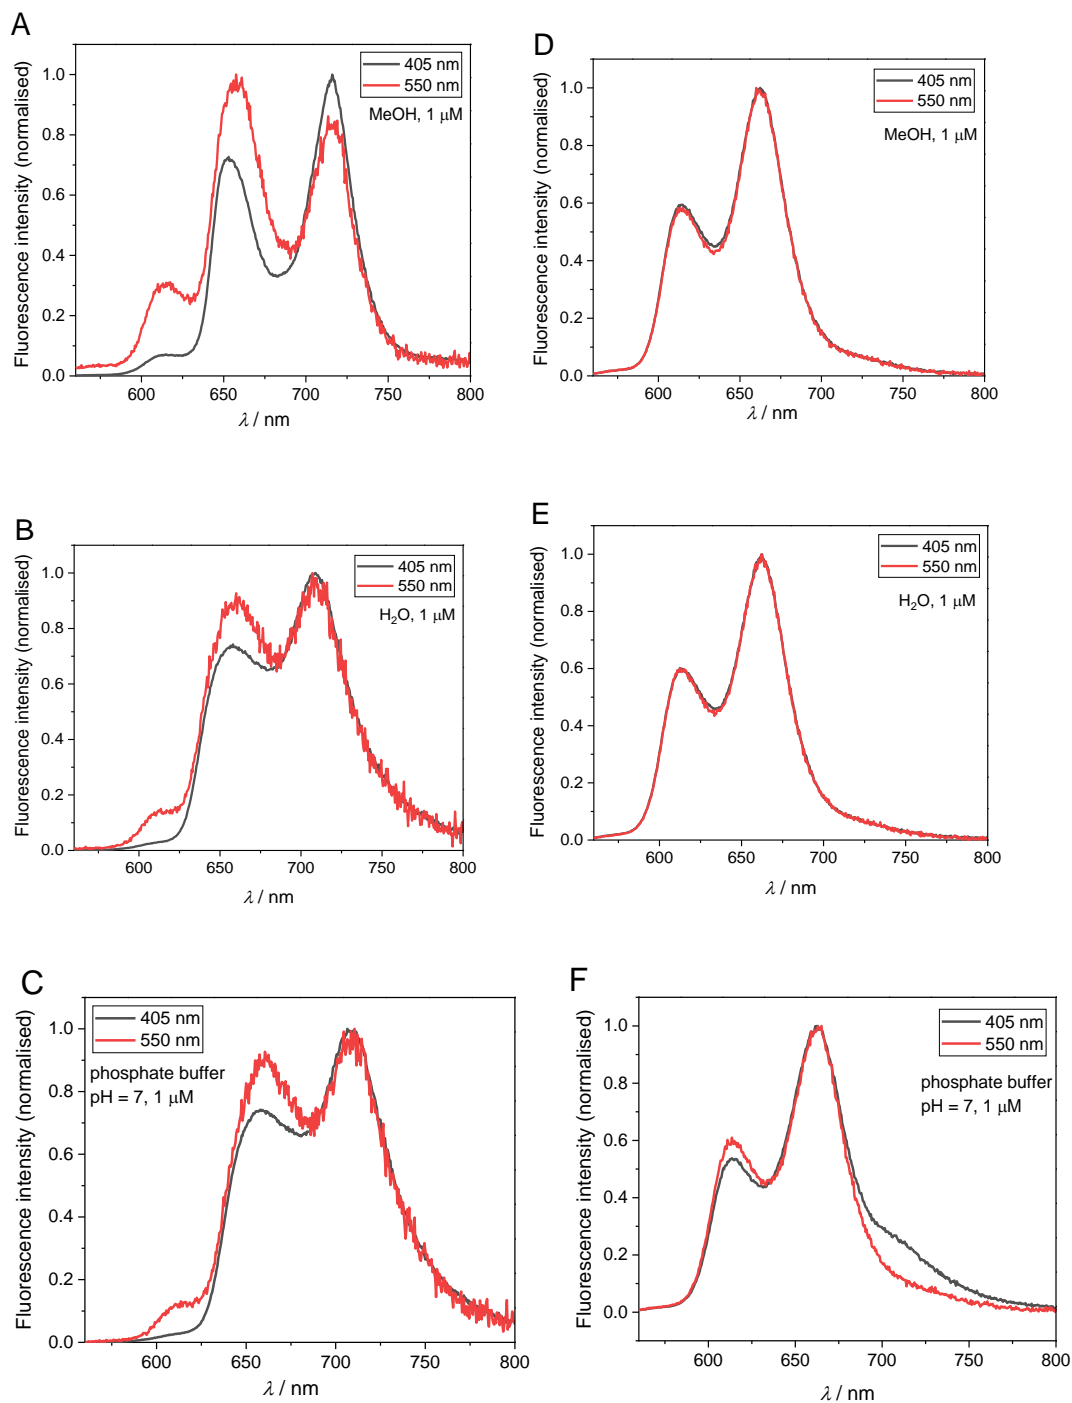 A
Fluorescence intensity (normalised)
1.0
0.8
0.6
0.4
0.2
0.0
405 nm
550 nm
MeOH, 1 μM
600 650 700 750 800
λ / nm
D
Fluorescence intensity (normalised)
1.0
0.8
0.6
0.4
0.2
0.0
405 nm
550 nm
MeOH, 1 μM
600 650 700 750 800
λ / nm
B
Fluorescence intensity (normalised)
1.0
0.8
0.6
0.4
0.2
0.0
405 nm
550 nm
H₂O, 1 μM
600 650 700 750 800
λ / nm
E
Fluorescence intensity (normalised)
1.0
0.8
0.6
0.4
0.2
0.0
405 nm
550 nm
H₂O, 1 μM
600 650 700 750 800
λ / nm
C
Fluorescence intensity (normalised)
1.0
0.8
0.6
0.4
0.2
0.0
405 nm
550 nm
phosphate buffer
pH = 7, 1 μM
600 650 700 750 800
λ / nm
F
Fluorescence intensity (normalised)
1.0
0.8
0.6
0.4
0.2
0.0
405 nm
550 nm
phosphate buffer
pH = 7, 1 μM
600 650 700 750 800
λ / nm